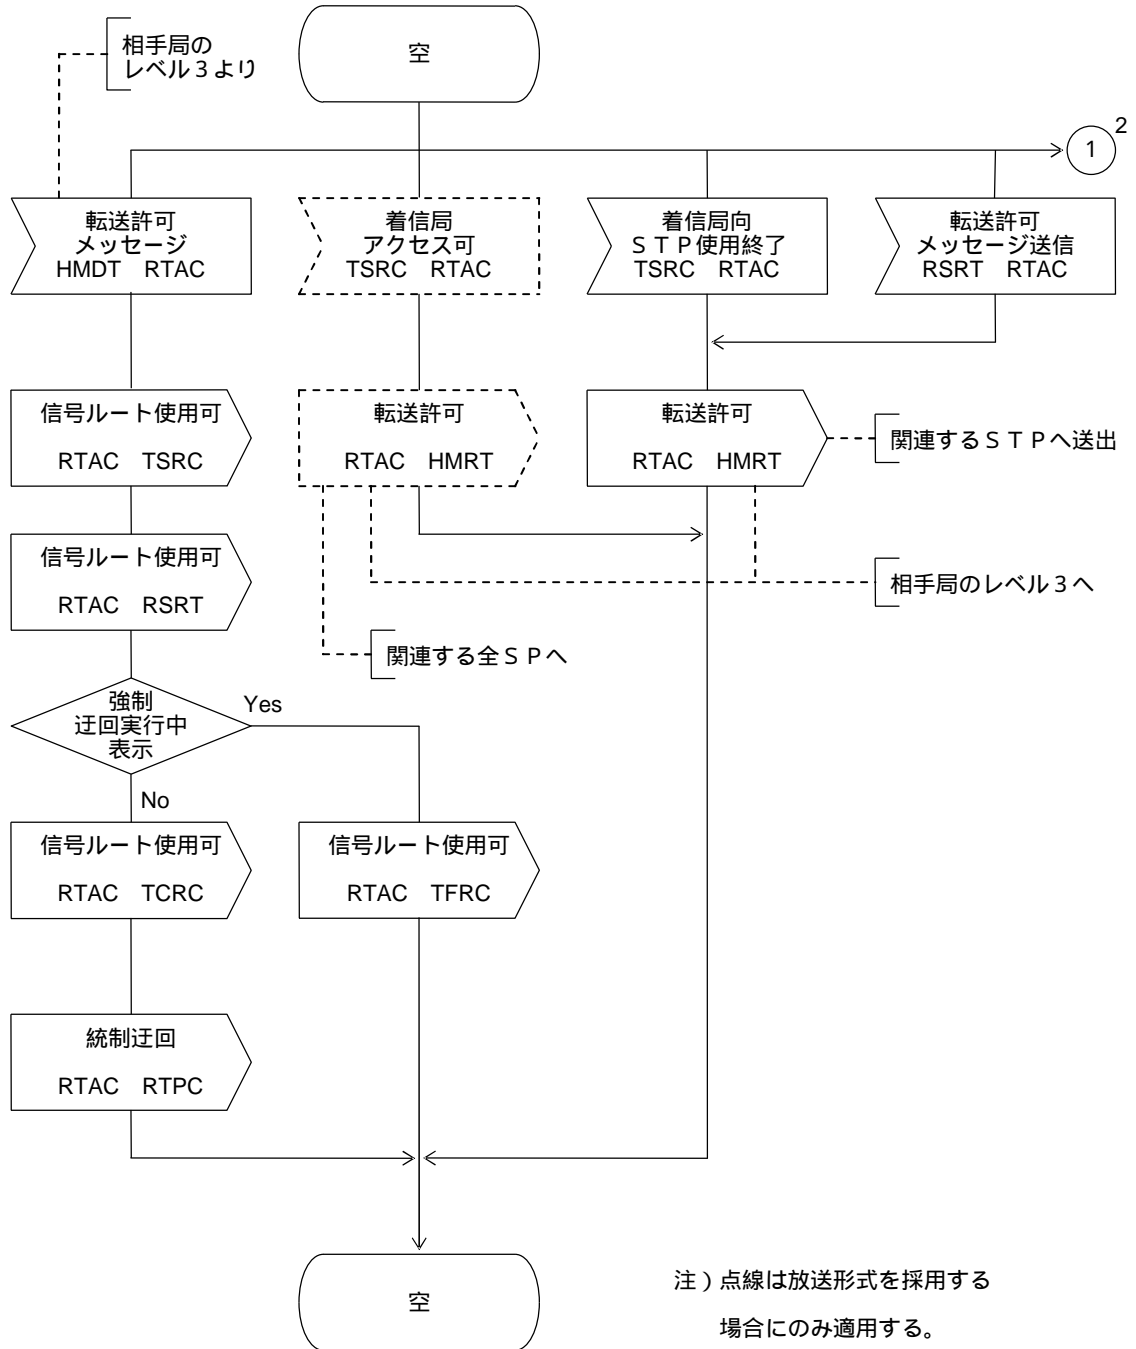 相手局の
レベル３より
空
1
2
転送許可
メッセージ
HMDT RTAC
着信局
アクセス可
TSRC RTAC
着信局向
ＳＴＰ使用終了
TSRC RTAC
転送許可
メッセージ送信
RSRT RTAC
信号ルート使用可
RTAC TSRC
転送許可
RTAC HMRT
転送許可
RTAC HMRT
関連するＳＴＰへ送出
信号ルート使用可
RTAC RSRT
相手局のレベル３へ
関連する全ＳＰへ
強制
迂回実行中
表示
Yes
No
信号ルート使用可
RTAC TCRC
信号ルート使用可
RTAC TFRC
統制迂回
RTAC RTPC
空
注）点線は放送形式を採用する
場合にのみ適用する。